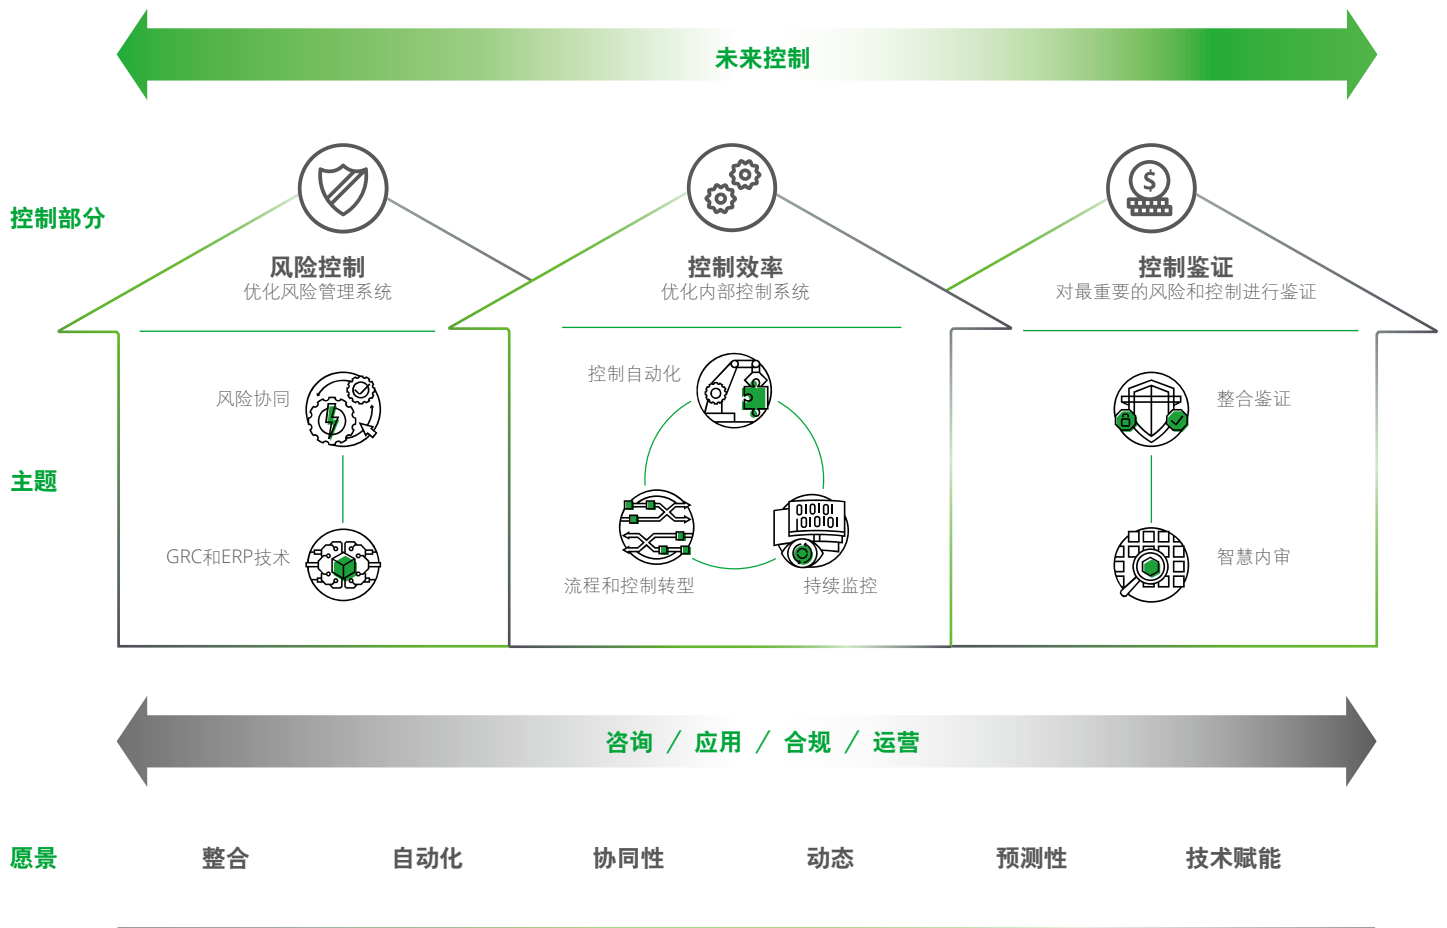 未来控制
控制部分
风险控制
优化风险管理系统
控制效率
优化内部控制系统
控制鉴证
对最重要的风险和控制进行鉴证
主题
风险协同
GRC和ERP技术
控制自动化
流程和控制转型
010101
1010101
持续监控
$
整合鉴证
智慧内审
咨询 / 应用 / 合规 / 运营
愿景
整合
自动化
协同性
动态
预测性
技术赋能